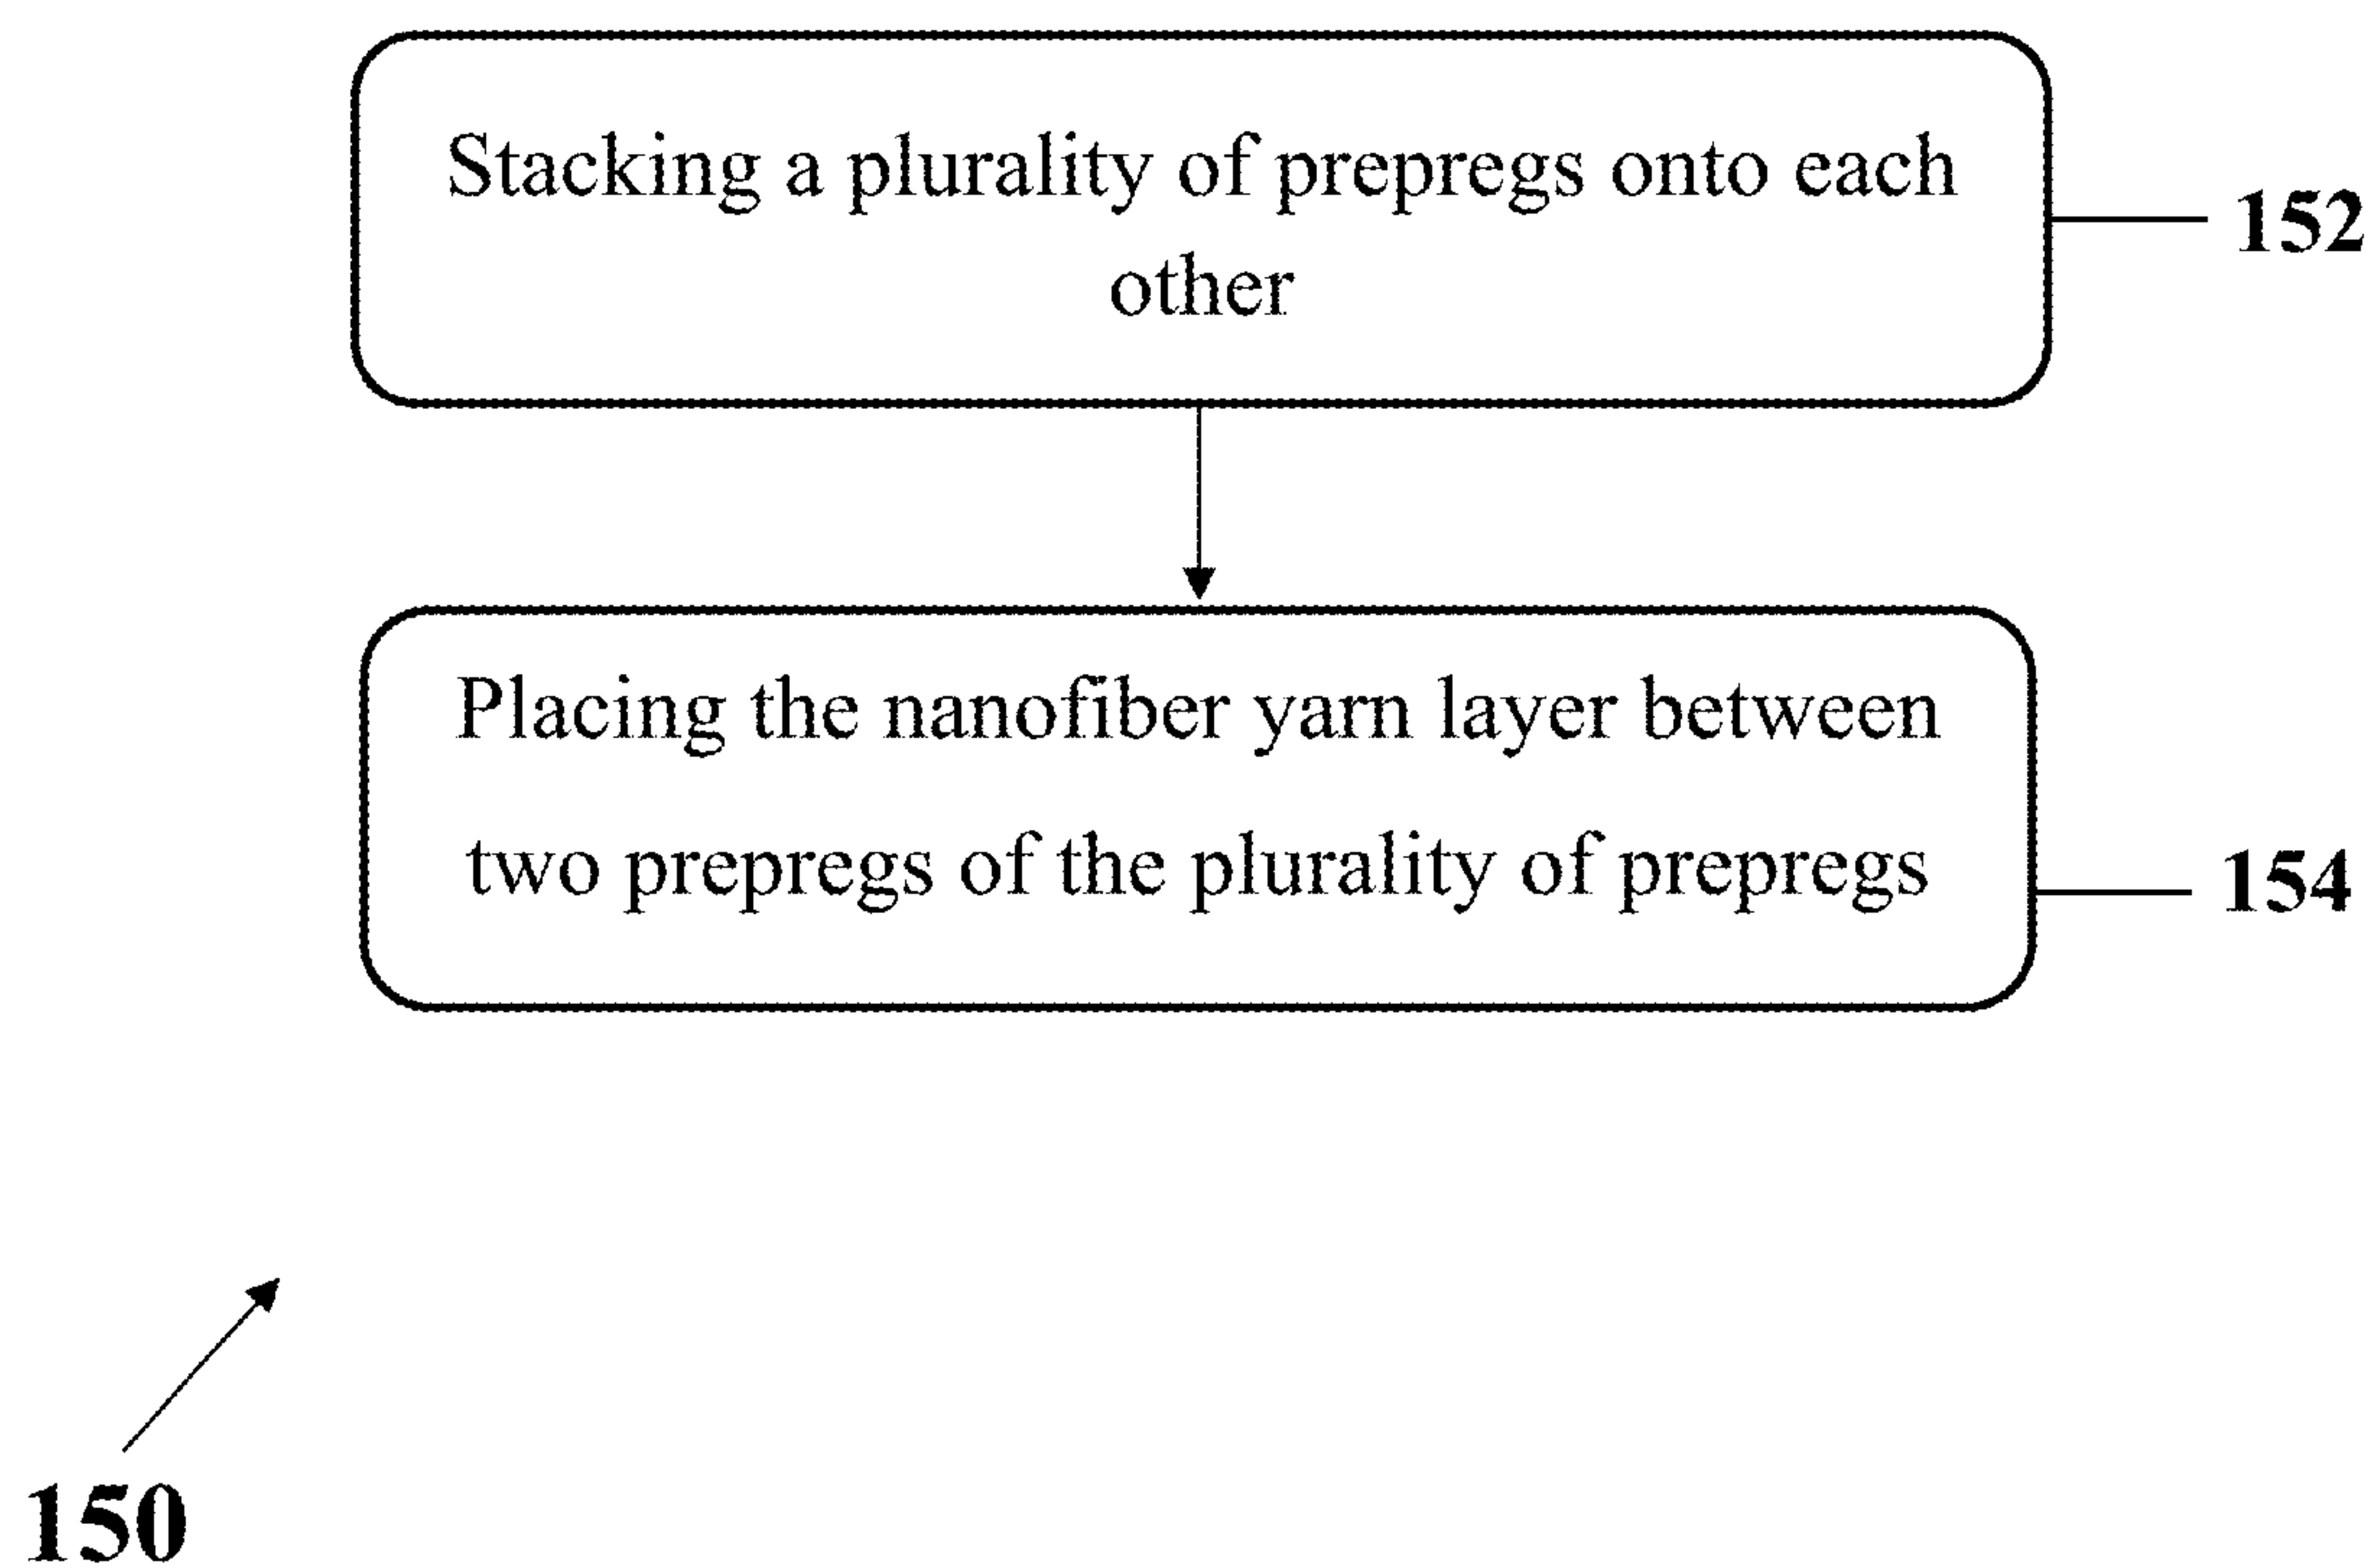 Stacking a plurality of prepregs onto each
other
152
Placing the nanofiber yarn layer between
two prepregs of the plurality of prepregs
154
150